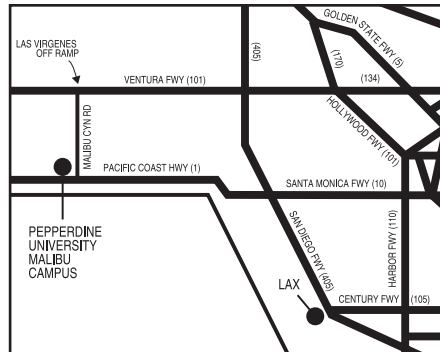 GOLDEN STATE FWY (5)
LAS VIRGENES
OFF RAMP
(405)
(170)
VENTURA FWY (101)
(134)
MALIBU CYN RD
HOLLYWOOD FWY (101)
PACIFIC COAST HWY (1)
SANTA MONICA FWY (10)
PEPPERDINE
UNIVERSITY
MALIBU
CAMPUS
SAN DIEGO FWY (405)
HARBOR FWY (110)
LAX
CENTURY FWY (105)